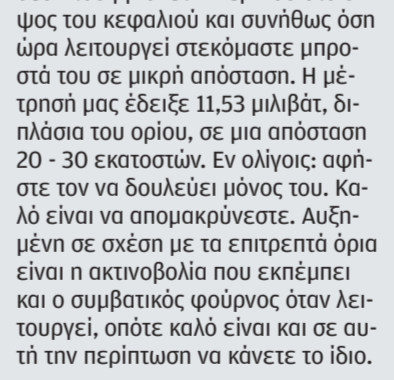 ψος του κεφαλιού και συνήθως όση
ώρα λειτουργεί στεκόμαστε μπρο-
στά του σε μικρή απόσταση. Η μέ-
τρησή μας έδειξε 11,53 μιλιβάτ, δι-
πλάσια του ορίου, σε μια απόσταση
20 - 30 εκατοστών. Εν ολίγοις: αφή-
στε τον να δουλεύει μόνος του. Κα-
λό είναι να απομακρύνεστε. Αυξη-
μένη σε σχέση με τα επιτρεπτά όρια
είναι η ακτινοβολία που εκπέμπει
και ο συμβατικός φούρνος όταν λει-
τουργεί, οπότε καλό είναι και σε αυ-
τή την περίπτωση να κάνετε το ίδιο.